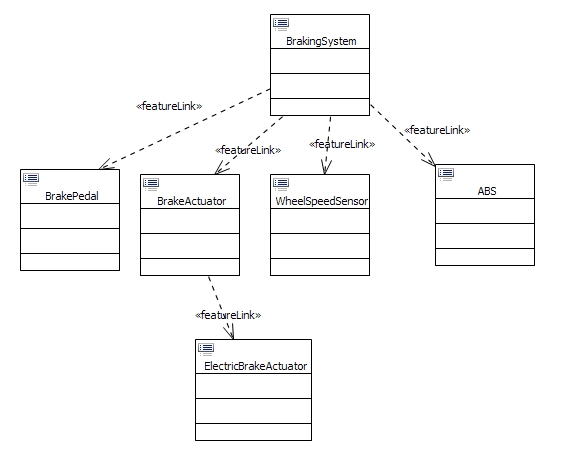 BrakingSystem
«featureLink»
«featureLink»
«featureLink»
«featureLink»
BrakePedal
BrakeActuator
WheelSpeedSensor
ABS
«featureLink»
ElectricBrakeActuator